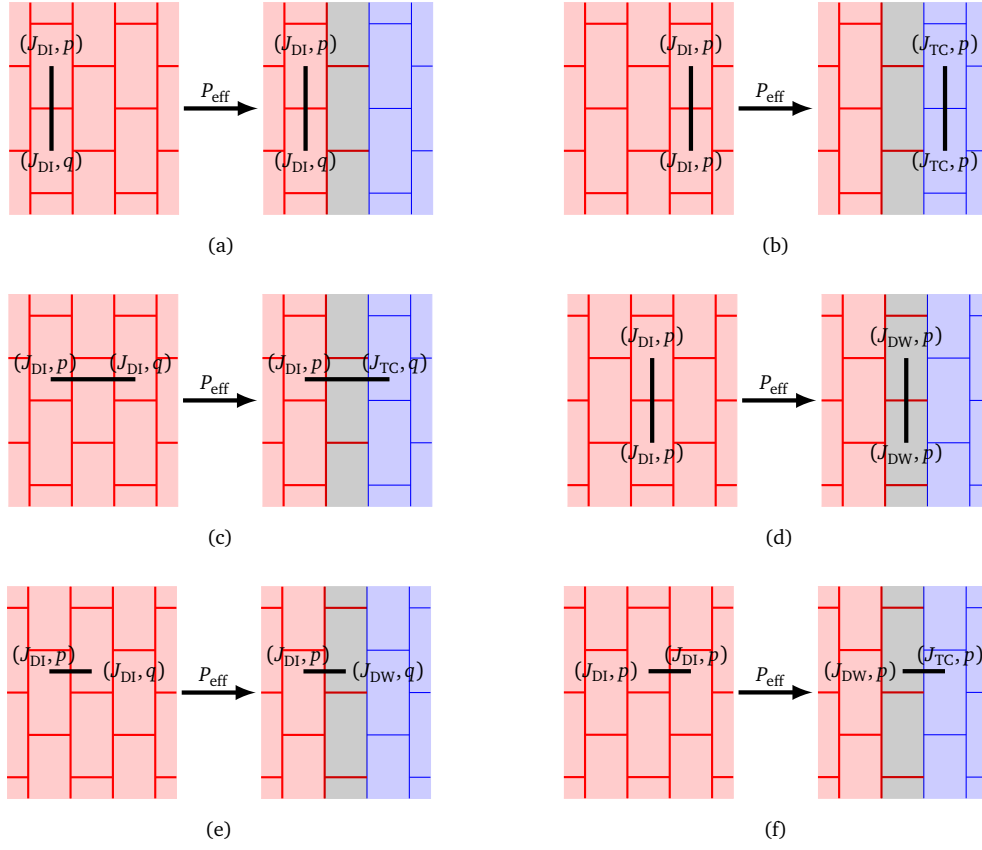 (J_DI, p) (J_DI, p) (J_DI, p) (J_TC, p)
P_eff P_eff
(J_DI, q) (J_DI, q) (J_DI, p) (J_TC, p)
(a) (b)
(J_DI, p) (J_DW, p)
(J_DI, p) (J_DI, q) (J_DI, p) (J_TC, q)
P_eff P_eff
(J_DI, p) (J_DW, p)
(c) (d)
(J_DI, p) (J_DI, p) (J_DI, p) (J_TC, p)
(J_DI, q) (J_DW, q) (J_DI, p) (J_DW, p)
P_eff P_eff
(e) (f)